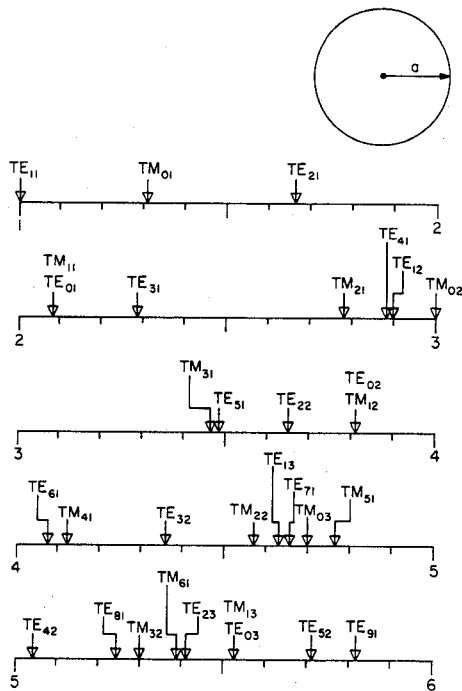 a
TE₁₁ TM₀₁ TE₂₁
1 2
TE₄₁
TM₁₁ TE₁₂
TE₀₁ TE₃₁ TM₂₁ TM₀₂
2 3
TM₃₁ TE₀₂
TE₅₁ TE₂₂ TM₁₂
3 4
TE₁₃
TE₆₁ TE₇₁ TM₅₁
TM₄₁ TE₃₂ TM₂₂ TM₀₃
4 5
TM₆₁
TE₈₁ TE₂₃ TM₁₃
TE₄₂ TM₃₂ TE₀₃ TE₅₂ TE₉₁
5 6